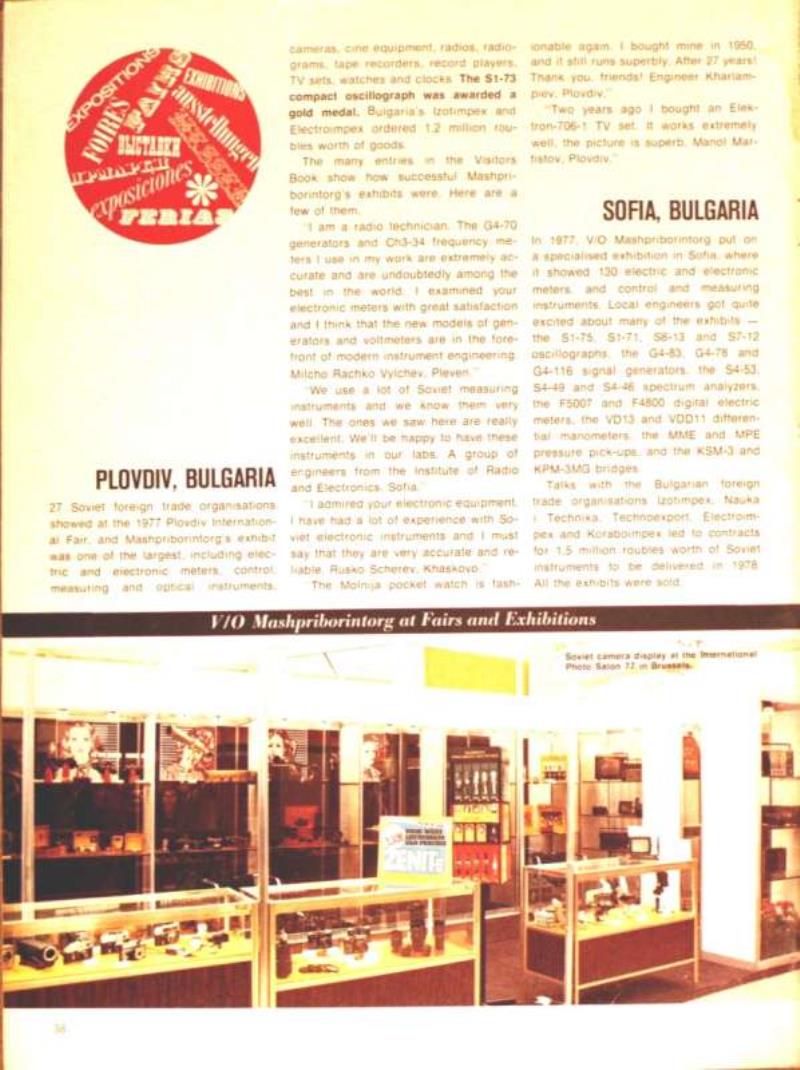 EXPOSITIONS
FOIRES
FAIRS
EXHIBITIONS
ausstellungen
ВЫСТАВКИ
ЯРМАРКИ
exposiciones
FERIAS
PLOVDIV, BULGARIA
27 Soviet foreign trade organisations
showed at the 1977 Plovdiv Internation-
al Fair, and Mashpriborintorg's exhibit
was one of the largest, including elec-
tric and electronic meters, control,
measuring and optical instruments,
cameras, cine equipment, radios, radio-
grams, tape recorders, record players,
TV sets, watches and clocks. The S1-73
compact oscillograph was awarded a
gold medal. Bulgaria's Izotimpex and
Electroimpex ordered 1.2 million rou-
bles worth of goods.
The many entries in the Visitors
Book show how successful Mashpri-
borintorg's exhibits were. Here are a
few of them.
"I am a radio technician. The G4-70
generators and Ch3-34 frequency me-
ters I use in my work are extremely ac-
curate and are undoubtedly among the
best in the world. I examined your
electronic meters with great satisfaction
and I think that the new models of gen-
erators and voltmeters are in the fore-
front of modern instrument engineering.
Milcho Rachko Vylchev, Pleven."
"We use a lot of Soviet measuring
instruments and we know them very
well. The ones we saw here are really
excellent. We'll be happy to have these
instruments in our labs. A group of
engineers from the Institute of Radio
and Electronics, Sofia."
"I admired your electronic equipment.
I have had a lot of experience with So-
viet electronic instruments and I must
say that they are very accurate and re-
liable. Rusko Scherev, Khaskovo."
"The Molnija pocket watch is fash-
ionable again. I bought mine in 1950,
and it still runs superbly. After 27 years!
Thank you, friends! Engineer Kharlam-
piev, Plovdiv."
"Two years ago I bought an Elek-
tron-706-1 TV set. It works extremely
well, the picture is superb. Manol Mar-
fistov, Plovdiv."
SOFIA, BULGARIA
In 1977, V/O Mashpriborintorg put on
a specialised exhibition in Sofia, where
it showed 130 electric and electronic
meters, and control and measuring
instruments. Local engineers got quite
excited about many of the exhibits —
the S1-75, S1-71, S8-13 and S7-12
oscillographs, the G4-83, G4-78 and
G4-116 signal generators, the S4-53,
S4-49 and S4-46 spectrum analyzers,
the F5007 and F4800 digital electric
meters, the VD13 and VDD11 differen-
tial manometers, the MME and MPE
pressure pick-ups, and the KSM-3 and
KPM-3MG bridges.
Talks with the Bulgarian foreign
trade organisations Izotimpex, Nauka
i Technika, Technoexport, Electroim-
pex and Koraboimpex led to contracts
for 1.5 million roubles worth of Soviet
instruments to be delivered in 1978.
All the exhibits were sold.
V/O Mashpriborintorg at Fairs and Exhibitions
Soviet camera display at the International
Photo Salon 77 in Brussels.
ZENIT